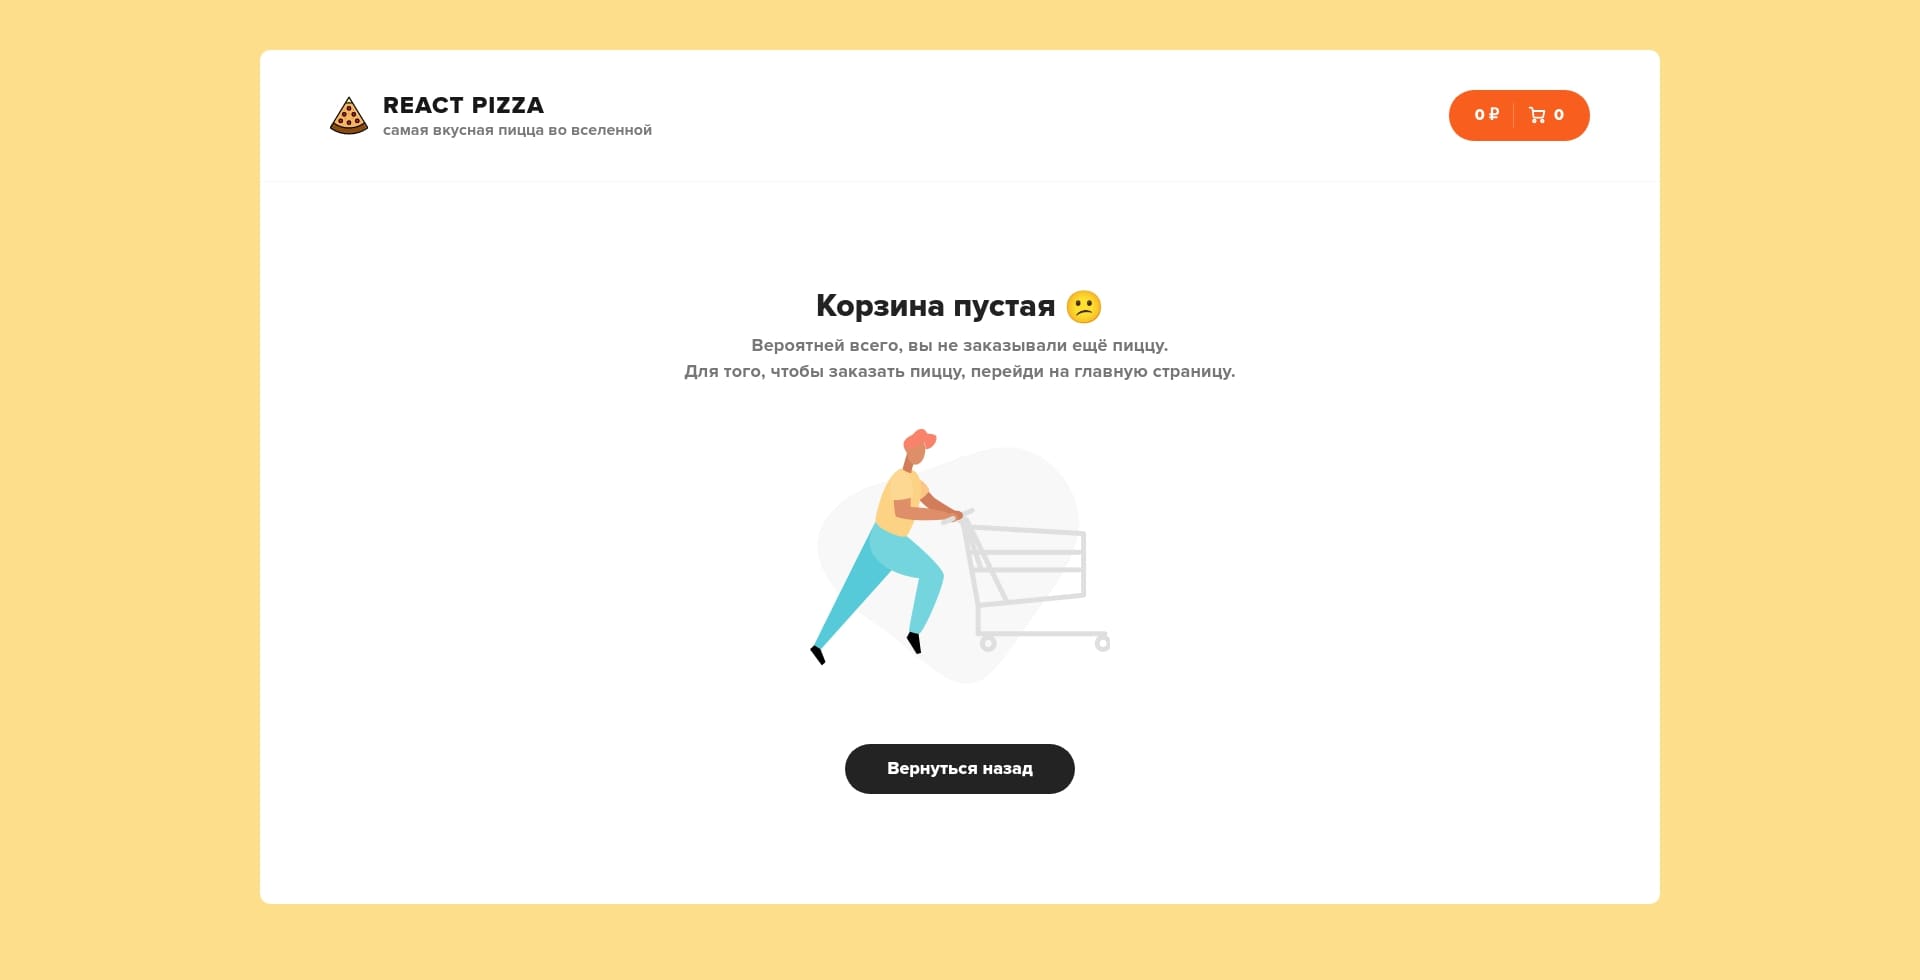 REACT PIZZA
самая вкусная пицца во вселенной
0 ₽
0
Корзина пустая 😕
Вероятней всего, вы не заказывали ещё пиццу.
Для того, чтобы заказать пиццу, перейди на главную страницу.
Вернуться назад